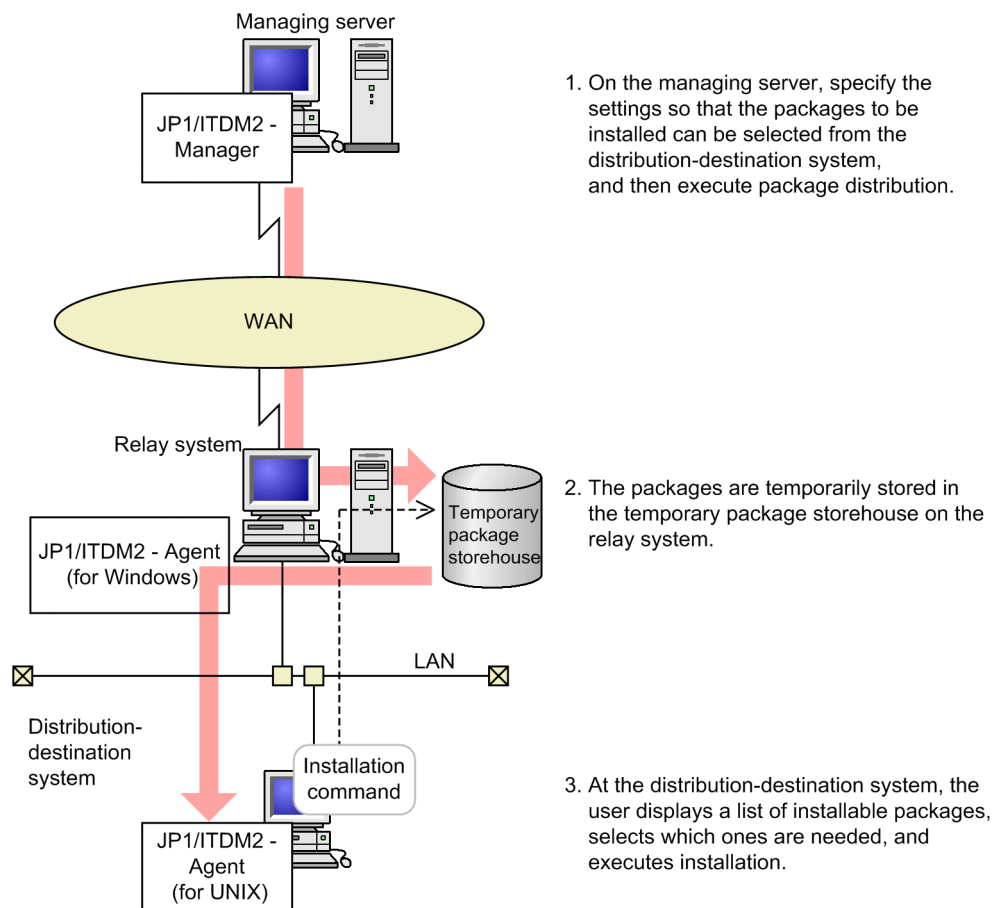 Managing server
JP1/ITDM2 -
Manager
1. On the managing server, specify the
settings so that the packages to be
installed can be selected from the
distribution-destination system,
and then execute package distribution.
WAN
Relay system
JP1/ITDM2 - Agent
(for Windows)
Temporary
package
storehouse
2. The packages are temporarily stored in
the temporary package storehouse on the
relay system.
LAN
Distribution-
destination
system
Installation
command
JP1/ITDM2 -
Agent
(for UNIX)
3. At the distribution-destination system, the
user displays a list of installable packages,
selects which ones are needed, and
executes installation.